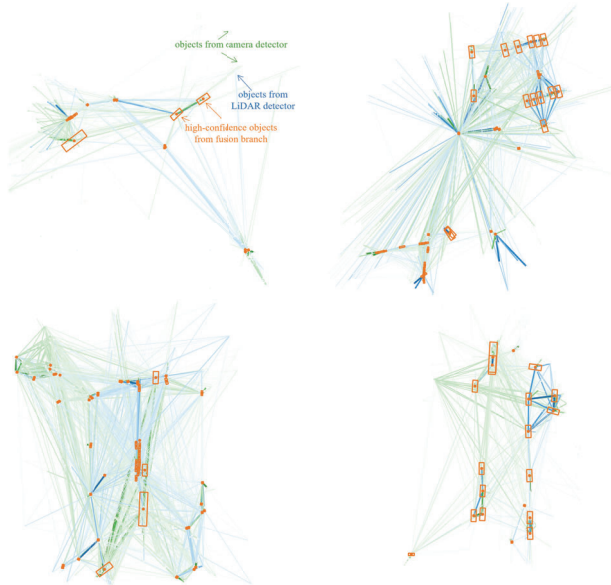 objects from camera detector
objects from
LiDAR detector
high-confidence objects
from fusion branch